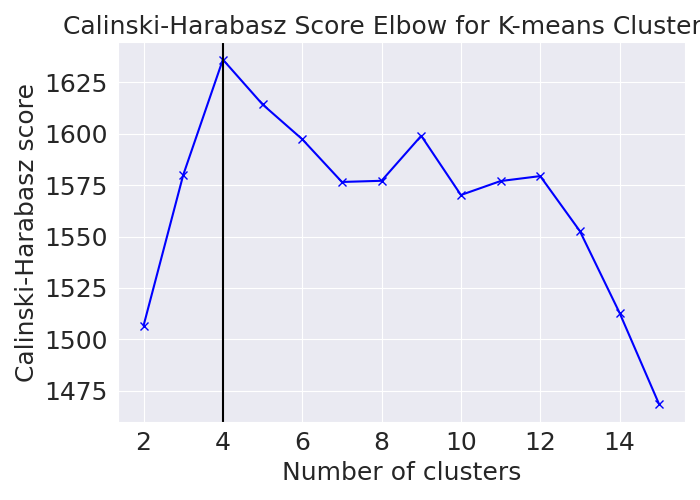 Calinski-Harabasz Score Elbow for K-means Cluster
Calinski-Harabasz score
1625
1600
1575
1550
1525
1500
1475
2 4 6 8 10 12 14
Number of clusters